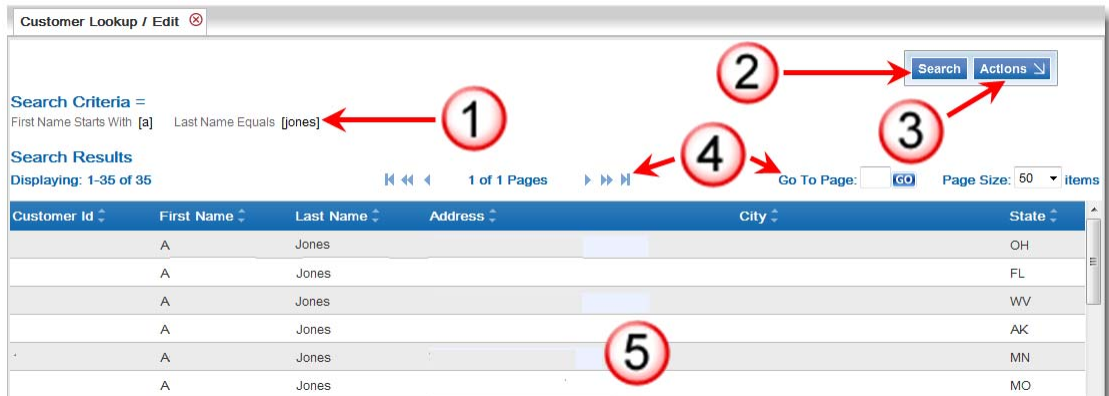 Customer Lookup / Edit
2
Search Actions
3
Search Criteria =
First Name Starts With [a] Last Name Equals [jones]
1
Search Results
4
Displaying: 1-35 of 35 1 of 1 Pages Go To Page: GO Page Size: 50 items
Customer Id First Name Last Name Address City State
A Jones OH
A Jones FL
A Jones WV
A Jones AK
5
A Jones MN
A Jones MO